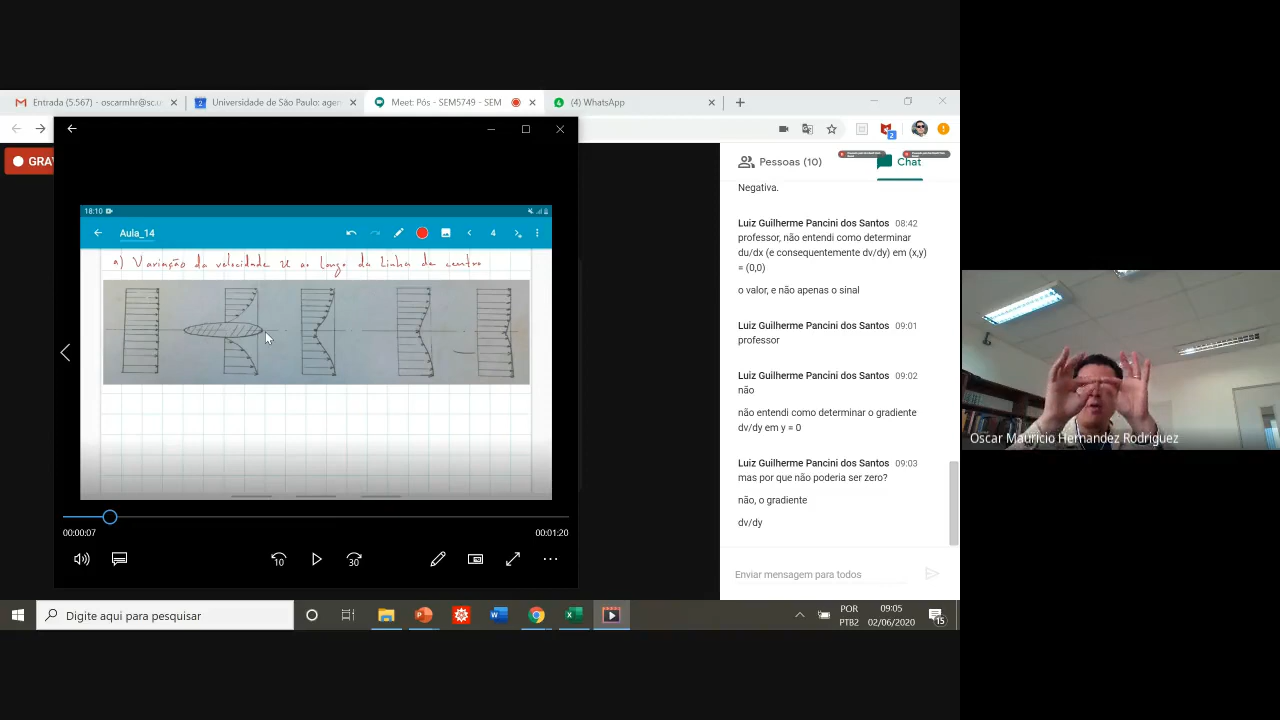 Entrada (5.567) - oscarmhr@sc.u
Universidade de São Paulo: agen
Meet: Pós - SEM5749 - SEM
(4) WhatsApp
GRAV
Pessoas (10)
Chat
Negativa.
Luiz Guilherme Pancini dos Santos 08:42
professor, não entendi como determinar
du/dx (e consequentemente dv/dy) em (x,y)
= (0,0)
o valor, e não apenas o sinal
Luiz Guilherme Pancini dos Santos 09:01
professor
Luiz Guilherme Pancini dos Santos 09:02
não
não entendi como determinar o gradiente
dv/dy em y = 0
Luiz Guilherme Pancini dos Santos 09:03
mas por que não poderia ser zero?
não, o gradiente
dv/dy
Enviar mensagem para todos
18:10
Aula_14
4
a) Variação da velocidade u ao longo da linha de centro
00:00:07
00:01:20
10
30
Oscar Mauricio Hernandez Rodriguez
Digite aqui para pesquisar
POR
PTB2
09:05
02/06/2020
15